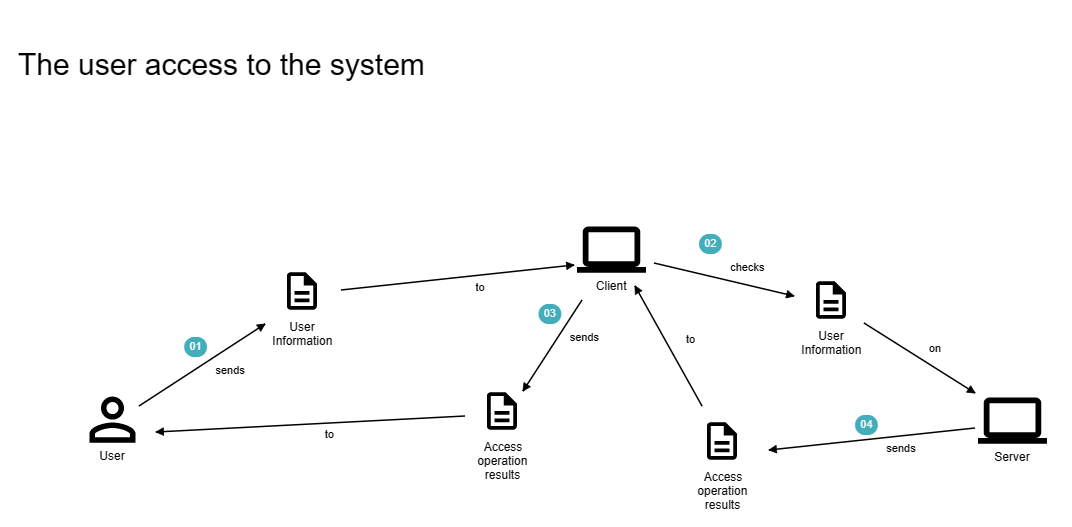 The user access to the system
02
checks
Client
to
03
sends
User
Information
User
Information
to
on
01
sends
04
sends
to
User
Access
operation
results
Server
Access
operation
results